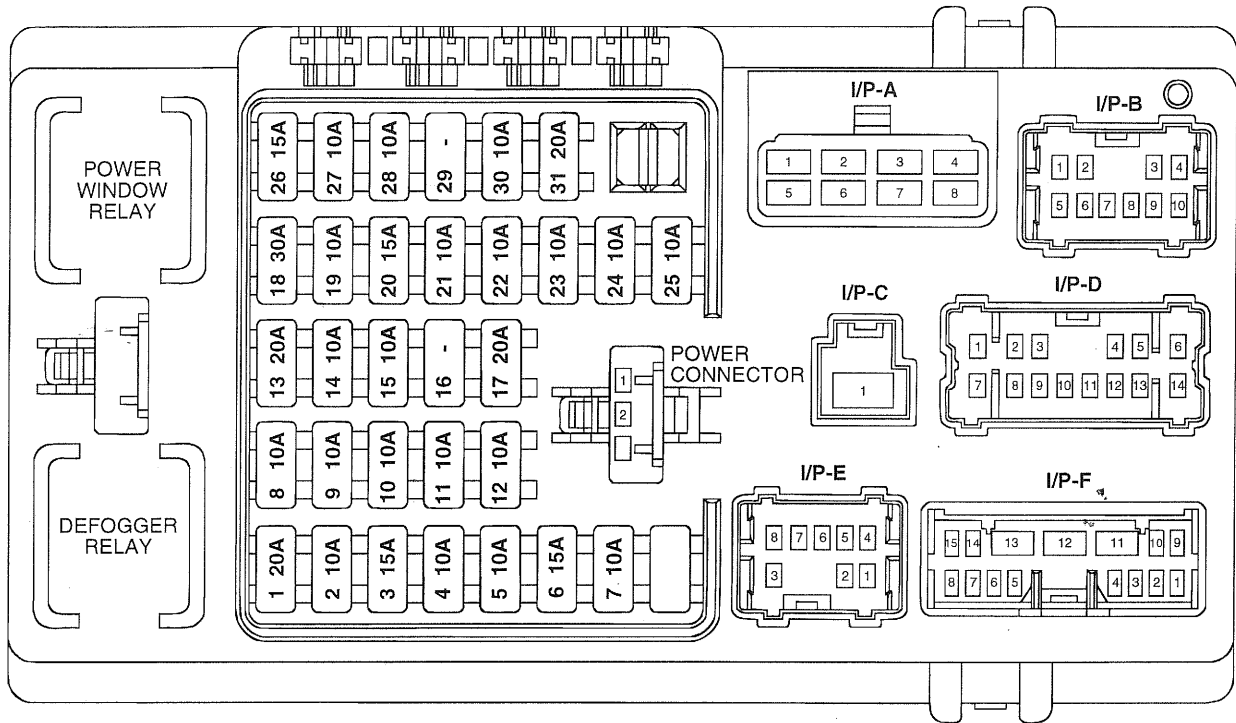 POWER
WINDOW
RELAY
DEFOGGER
RELAY
26 15A
27 10A
28 10A
29 -
30 10A
31 20A
18 30A
19 10A
20 15A
21 10A
22 10A
23 10A
24 10A
25 10A
13 20A
14 10A
15 10A
16 -
17 20A
8 10A
9 10A
10 10A
11 10A
12 10A
1 20A
2 10A
3 15A
4 10A
5 10A
6 15A
7 10A
POWER
CONNECTOR
1
2
I/P-A
1 2 3 4
5 6 7 8
I/P-B
1 2 3 4
5 6 7 8 9 10
I/P-C
1
I/P-D
1 2 3 4 5 6
7 8 9 10 11 12 13 14
I/P-E
8 7 6 5 4
3 2 1
I/P-F
15 14 13 12 11 10 9
8 7 6 5 4 3 2 1